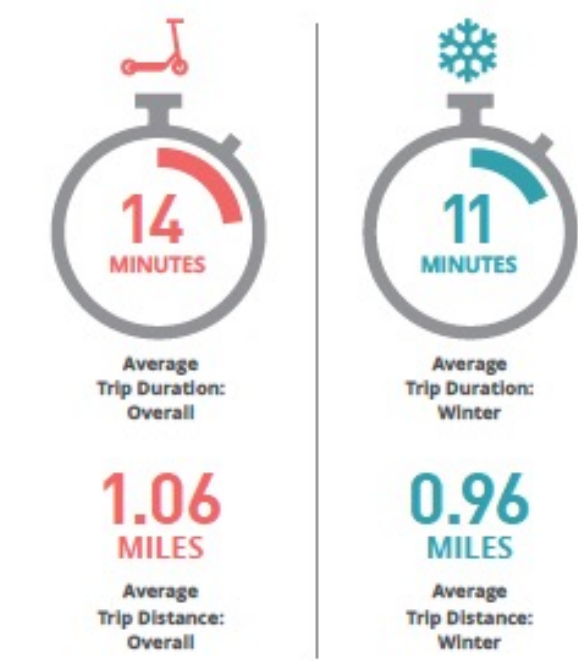 14
MINUTES
Average
Trip Duration:
Overall
1.06
MILES
Average
Trip Distance:
Overall
11
MINUTES
Average
Trip Duration:
Winter
0.96
MILES
Average
Trip Distance:
Winter